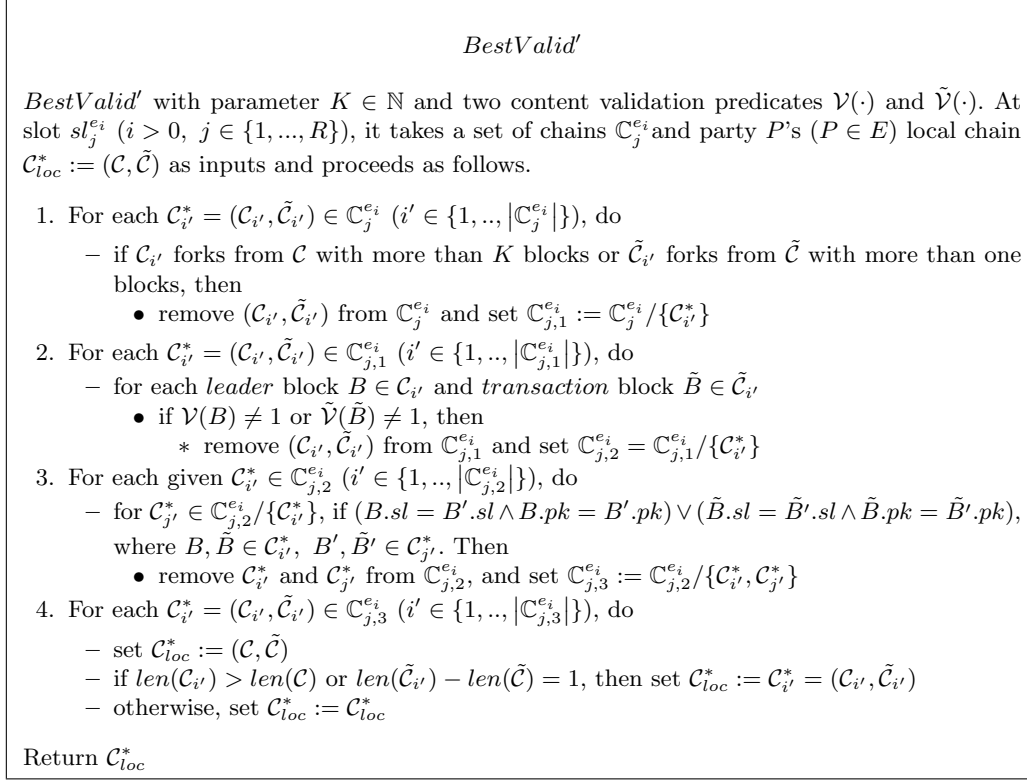 BestValid′
BestValid′ with parameter K ∈ ℕ and two content validation predicates 𝒱(·) and 𝒱̃(·). At
slot sl_j^{e_i} (i > 0, j ∈ {1, ..., R}), it takes a set of chains ℂ_j^{e_i} and party P's (P ∈ E) local chain
𝒞*_{loc} := (𝒞, 𝒞̃) as inputs and proceeds as follows.
1. For each 𝒞*_{i′} = (𝒞_{i′}, 𝒞̃_{i′}) ∈ ℂ_j^{e_i} (i′ ∈ {1, .., |ℂ_j^{e_i}|}), do
– if 𝒞_{i′} forks from 𝒞 with more than K blocks or 𝒞̃_{i′} forks from 𝒞̃ with more than one
blocks, then
• remove (𝒞_{i′}, 𝒞̃_{i′}) from ℂ_j^{e_i} and set ℂ_{j,1}^{e_i} := ℂ_j^{e_i}/{𝒞*_{i′}}
2. For each 𝒞*_{i′} = (𝒞_{i′}, 𝒞̃_{i′}) ∈ ℂ_{j,1}^{e_i} (i′ ∈ {1, .., |ℂ_{j,1}^{e_i}|}), do
– for each leader block B ∈ 𝒞_{i′} and transaction block B̃ ∈ 𝒞̃_{i′}
• if 𝒱(B) ≠ 1 or 𝒱̃(B̃) ≠ 1, then
∗ remove (𝒞_{i′}, 𝒞̃_{i′}) from ℂ_{j,1}^{e_i} and set ℂ_{j,2}^{e_i} = ℂ_{j,1}^{e_i}/{𝒞*_{i′}}
3. For each given 𝒞*_{i′} ∈ ℂ_{j,2}^{e_i} (i′ ∈ {1, .., |ℂ_{j,2}^{e_i}|}), do
– for 𝒞*_{j′} ∈ ℂ_{j,2}^{e_i}/{𝒞*_{i′}}, if (B.sl = B′.sl ∧ B.pk = B′.pk) ∨ (B̃.sl = B̃′.sl ∧ B̃.pk = B̃′.pk),
where B, B̃ ∈ 𝒞*_{i′}, B′, B̃′ ∈ 𝒞*_{j′}. Then
• remove 𝒞*_{i′} and 𝒞*_{j′} from ℂ_{j,2}^{e_i}, and set ℂ_{j,3}^{e_i} := ℂ_{j,2}^{e_i}/{𝒞*_{i′}, 𝒞*_{j′}}
4. For each 𝒞*_{i′} = (𝒞_{i′}, 𝒞̃_{i′}) ∈ ℂ_{j,3}^{e_i} (i′ ∈ {1, .., |ℂ_{j,3}^{e_i}|}), do
– set 𝒞*_{loc} := (𝒞, 𝒞̃)
– if len(𝒞_{i′}) > len(𝒞) or len(𝒞̃_{i′}) − len(𝒞̃) = 1, then set 𝒞*_{loc} := 𝒞*_{i′} = (𝒞_{i′}, 𝒞̃_{i′})
– otherwise, set 𝒞*_{loc} := 𝒞*_{loc}
Return 𝒞*_{loc}